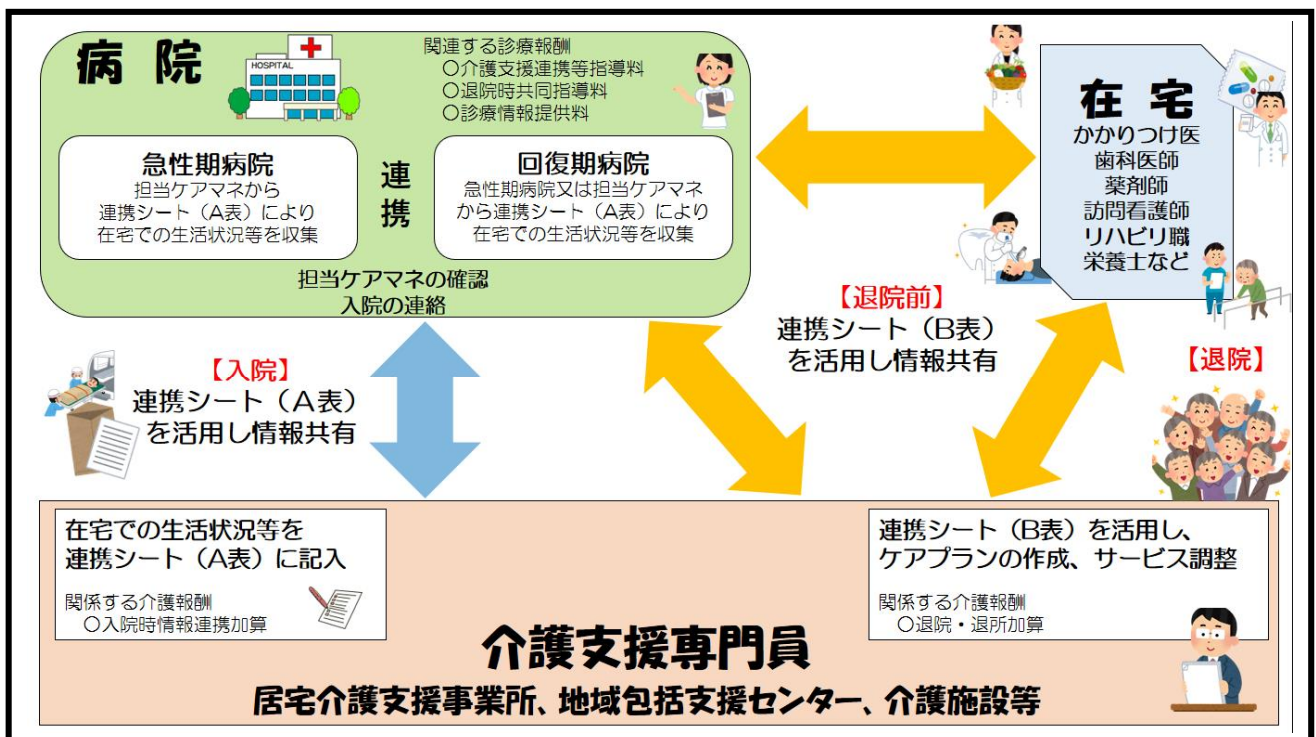 病 院
HOSPITAL
関連する診療報酬
〇介護支援連携等指導料
〇退院時共同指導料
〇診療情報提供料
急性期病院
担当ケアマネから
連携シート（A表）により
在宅での生活状況等を収集
連
携
回復期病院
急性期病院又は担当ケアマネ
から連携シート（A表）により
在宅での生活状況等を収集
担当ケアマネの確認
入院の連絡
在 宅
かかりつけ医
歯科医師
薬剤師
訪問看護師
リハビリ職
栄養士など
【入院】
連携シート（A表）
を活用し情報共有
【退院前】
連携シート（B表）
を活用し情報共有
【退院】
在宅での生活状況等を
連携シート（A表）に記入
関係する介護報酬
〇入院時情報連携加算
連携シート（B表）を活用し、
ケアプランの作成、サービス調整
関係する介護報酬
〇退院・退所加算
介護支援専門員
居宅介護支援事業所、地域包括支援センター、介護施設等